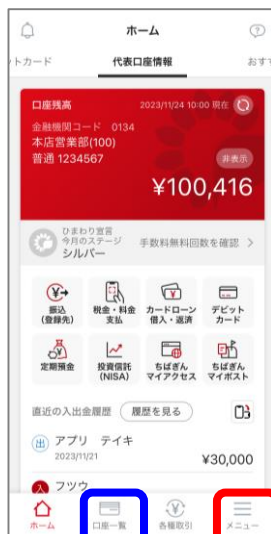 ホーム
トカード
代表口座情報
おすす
口座残高
2023/11/24 10:00 現在
金融機関コード 0134
本店営業部(100)
普通 1234567
非表示
¥100,416
ひまわり宣言
今月のステージ
シルバー
手数料無料回数を確認
振込
(登録先)
税金・料金
支払
カードローン
借入・返済
デビット
カード
定期預金
投資信託
(NISA)
ちばぎん
マイアクセス
ちばぎん
マイポスト
直近の入出金履歴
履歴を見る
出 アプリ テイキ
2023/11/21
¥30,000
入 フツウ
ホーム
口座一覧
各種取引
メニュー